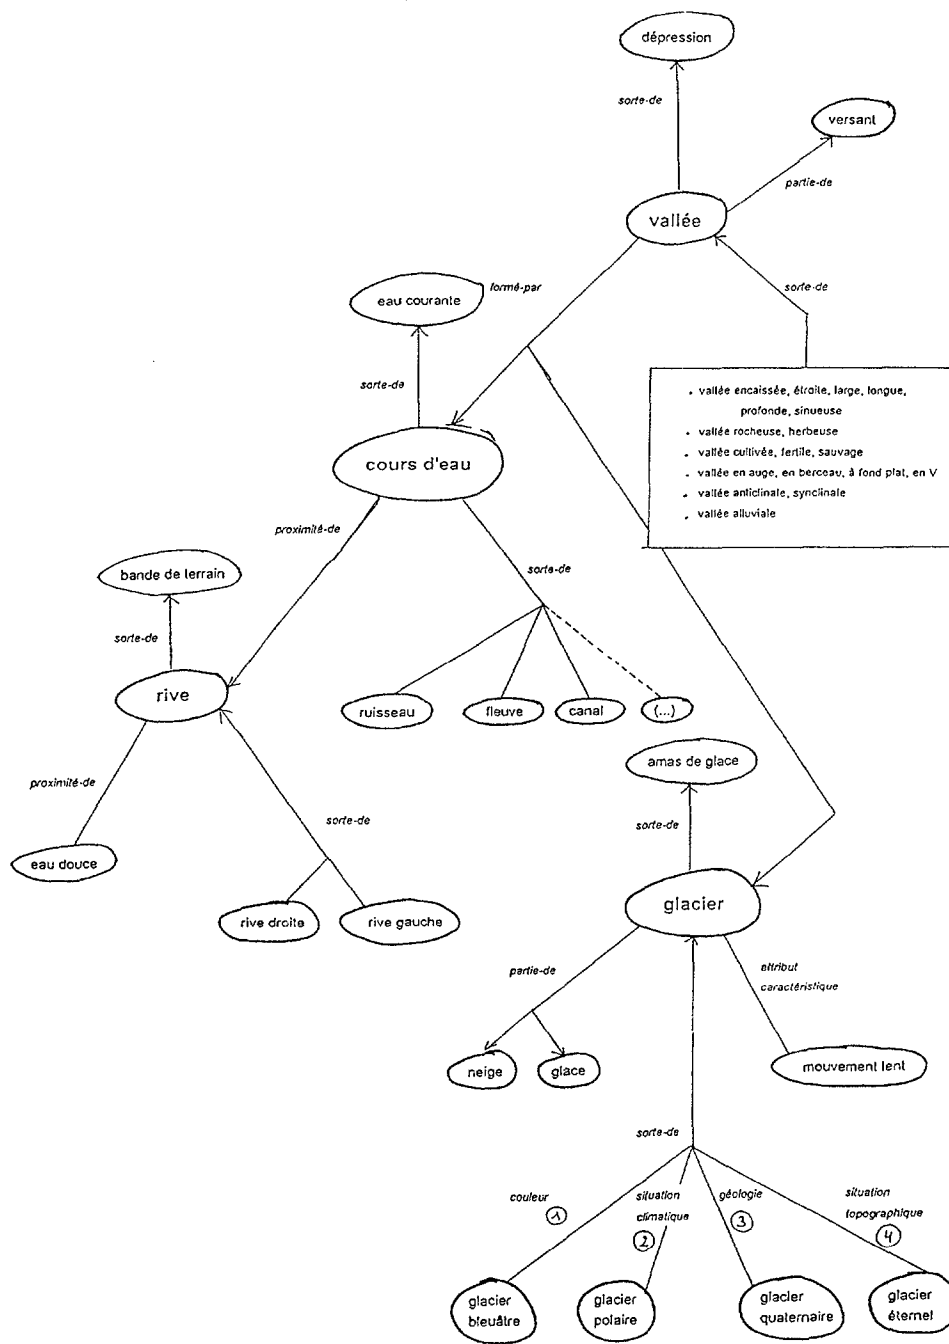 dépression
sorte-de
versant
partie-de
vallée
eau courante
formé-par
sorte-de
sorte-de
• vallée encaissée, étroite, large, longue,
profonde, sinueuse
• vallée rocheuse, herbeuse
• vallée cultivée, fertile, sauvage
• vallée en auge, en berceau, à fond plat, en V
• vallée anticlinale, synclinale
• vallée alluviale
cours d'eau
proximité-de
sorte-de
bande de terrain
sorte-de
rive
ruisseau
fleuve
canal
(...)
amas de glace
proximité-de
sorte-de
sorte-de
eau douce
rive droite
rive gauche
glacier
partie-de
attribut
caractéristique
neige
glace
mouvement lent
sorte-de
couleur
1
situation
climatique
2
géologie
3
situation
topographique
4
glacier
bleuâtre
glacier
polaire
glacier
quaternaire
glacier
éternel